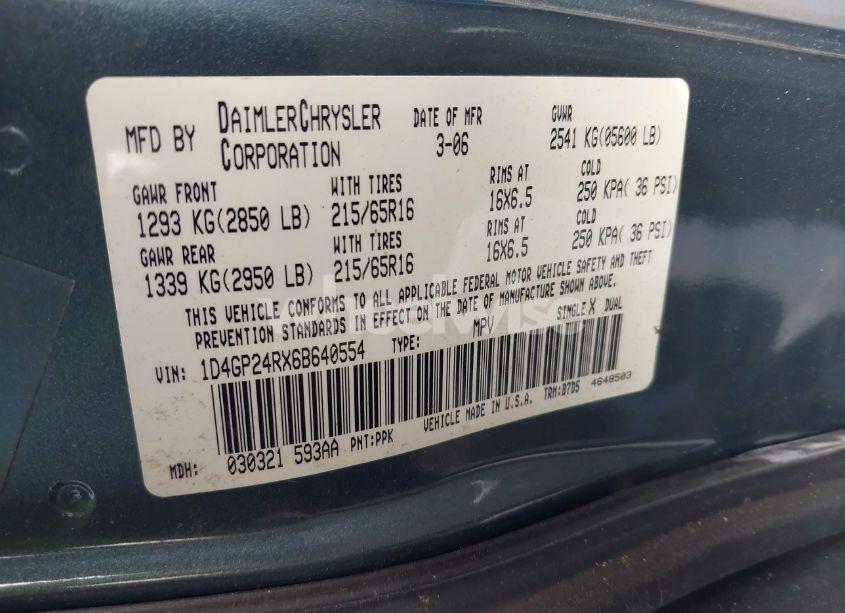 MFD BY DAIMLERCHRYSLER CORPORATION DATE OF MFR 3-06 GVWR 2541 KG(05600 LB)
GAWR FRONT WITH TIRES RIMS AT COLD
1293 KG(2850 LB) 215/65R16 16X6.5 250 KPA( 36 PSI)
GAWR REAR WITH TIRES RIMS AT COLD
1339 KG(2950 LB) 215/65R16 16X6.5 250 KPA( 36 PSI)
THIS VEHICLE CONFORMS TO ALL APPLICABLE FEDERAL MOTOR VEHICLE SAFETY AND THEFT
PREVENTION STANDARDS IN EFFECT ON THE DATE OF MANUFACTURE SHOWN ABOVE.
VIN: 1D4GP24RX6B640554 TYPE: MPV SINGLE X DUAL
MDH: 030321 593AA PNT:PPK VEHICLE MADE IN U.S.A. TRM:B7D5 4648503